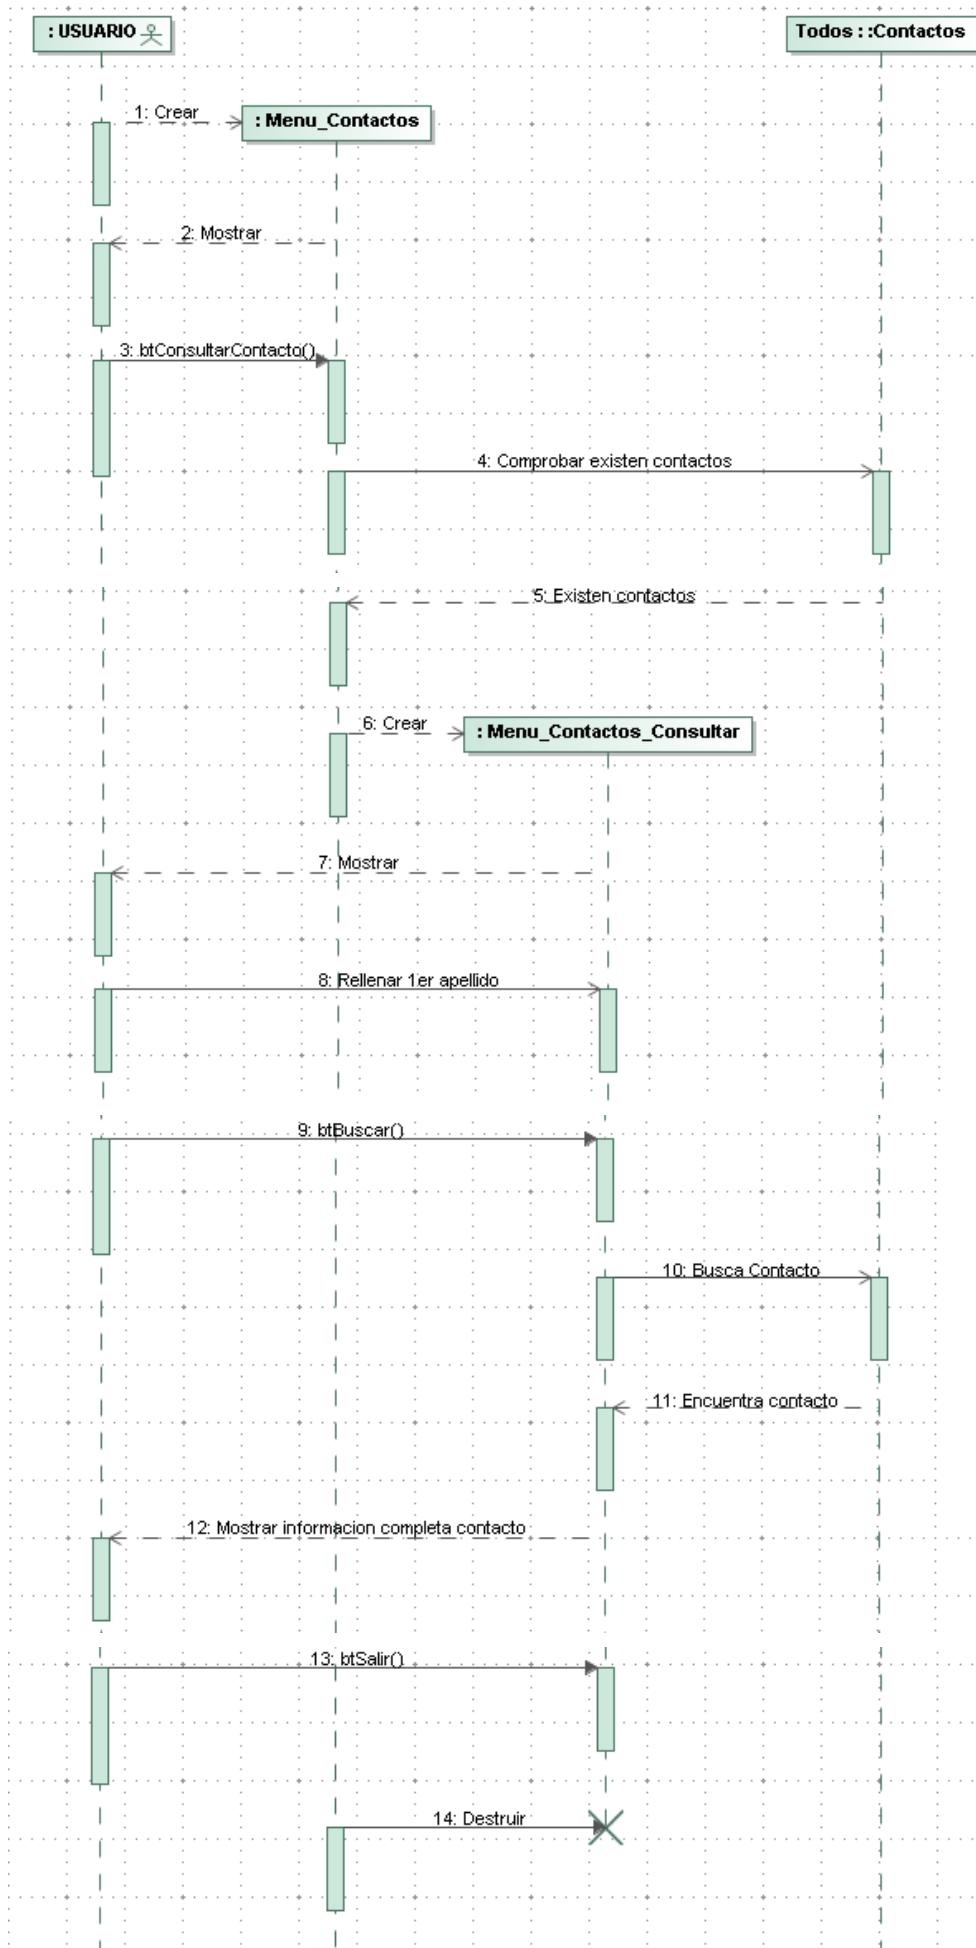 : USUARIO
Todos : :Contactos
1: Crear
: Menu_Contactos
2: Mostrar
3: btConsultarContacto()
4: Comprobar existen contactos
5: Existen contactos
6: Crear
: Menu_Contactos_Consultar
7: Mostrar
8: Rellenar 1er apellido
9: btBuscar()
10: Busca Contacto
11: Encuentra contacto
12: Mostrar informacion completa contacto
13: btSalir()
14: Destruir